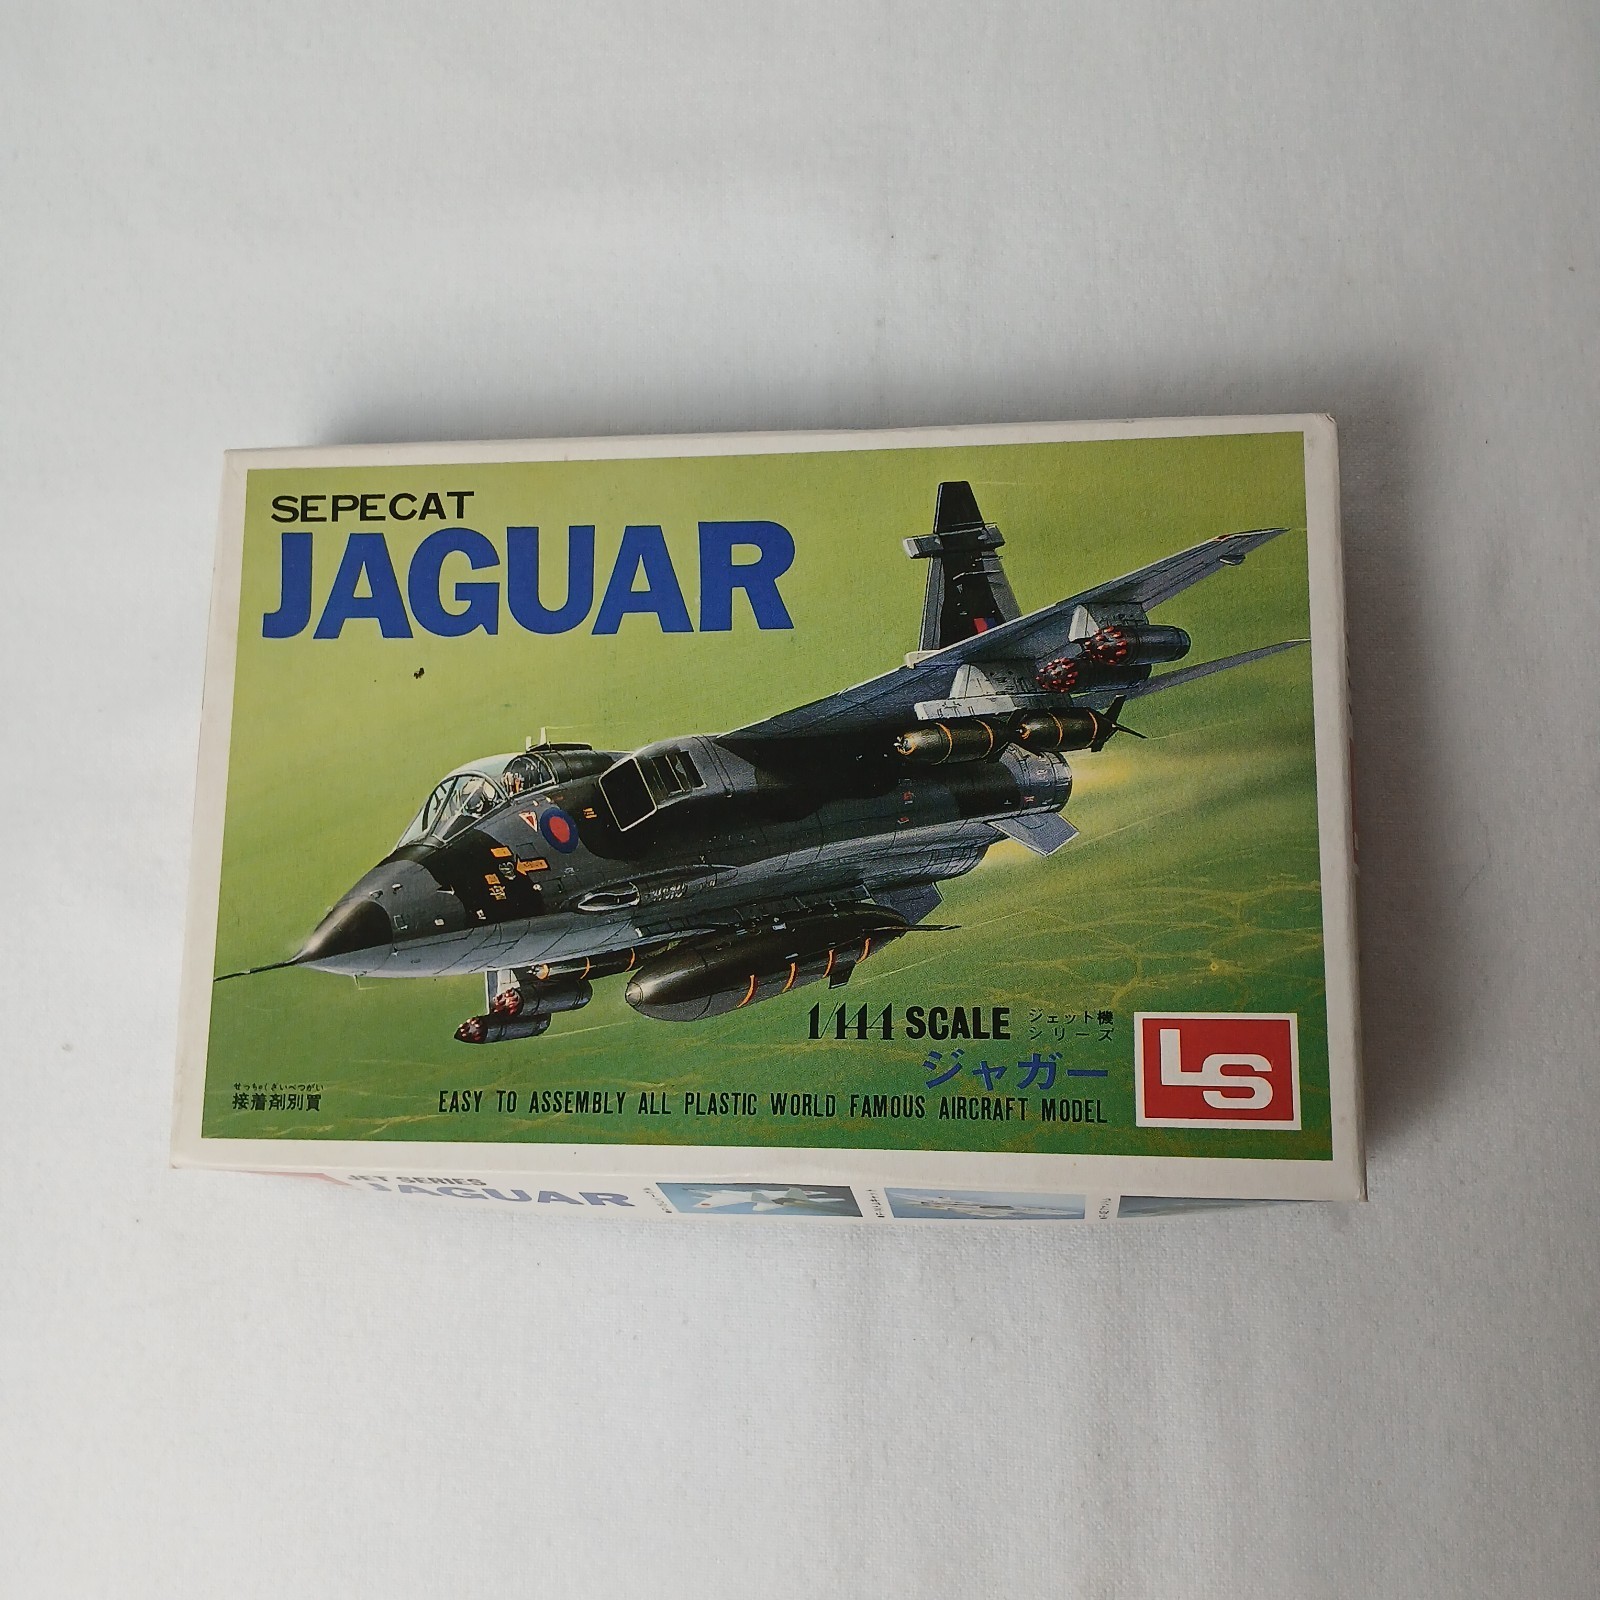 SEPECAT
JAGUAR
1/144 SCALE
ジェット機
シリーズ
ジャガー
せっちゃくざいべつがい
接着剤別買
EASY TO ASSEMBLY ALL PLASTIC WORLD FAMOUS AIRCRAFT MODEL
LS
JET SERIES
JAGUAR